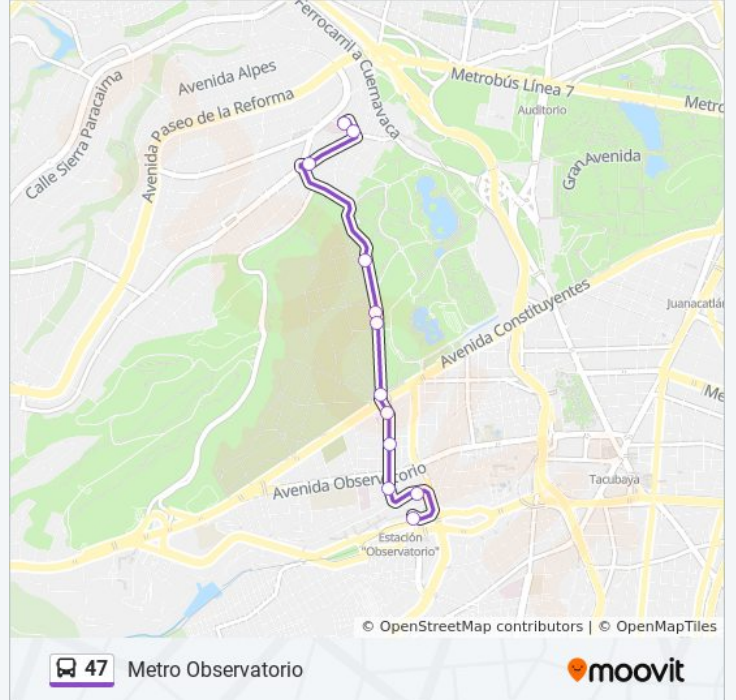 Ferrocarril a Cuernavaca
Avenida Alpes
Avenida Paseo de la Reforma
Calle Sierra Paracaima
Metrobús Línea 7
Metro
Auditorio
Gran Avenida
Juanacatlá
Avenida Constituyentes
Me
Avenida Observatorio
Tacubaya
Estación
"Observatorio"
© OpenStreetMap contributors | © OpenMapTiles
47 Metro Observatorio
moovit